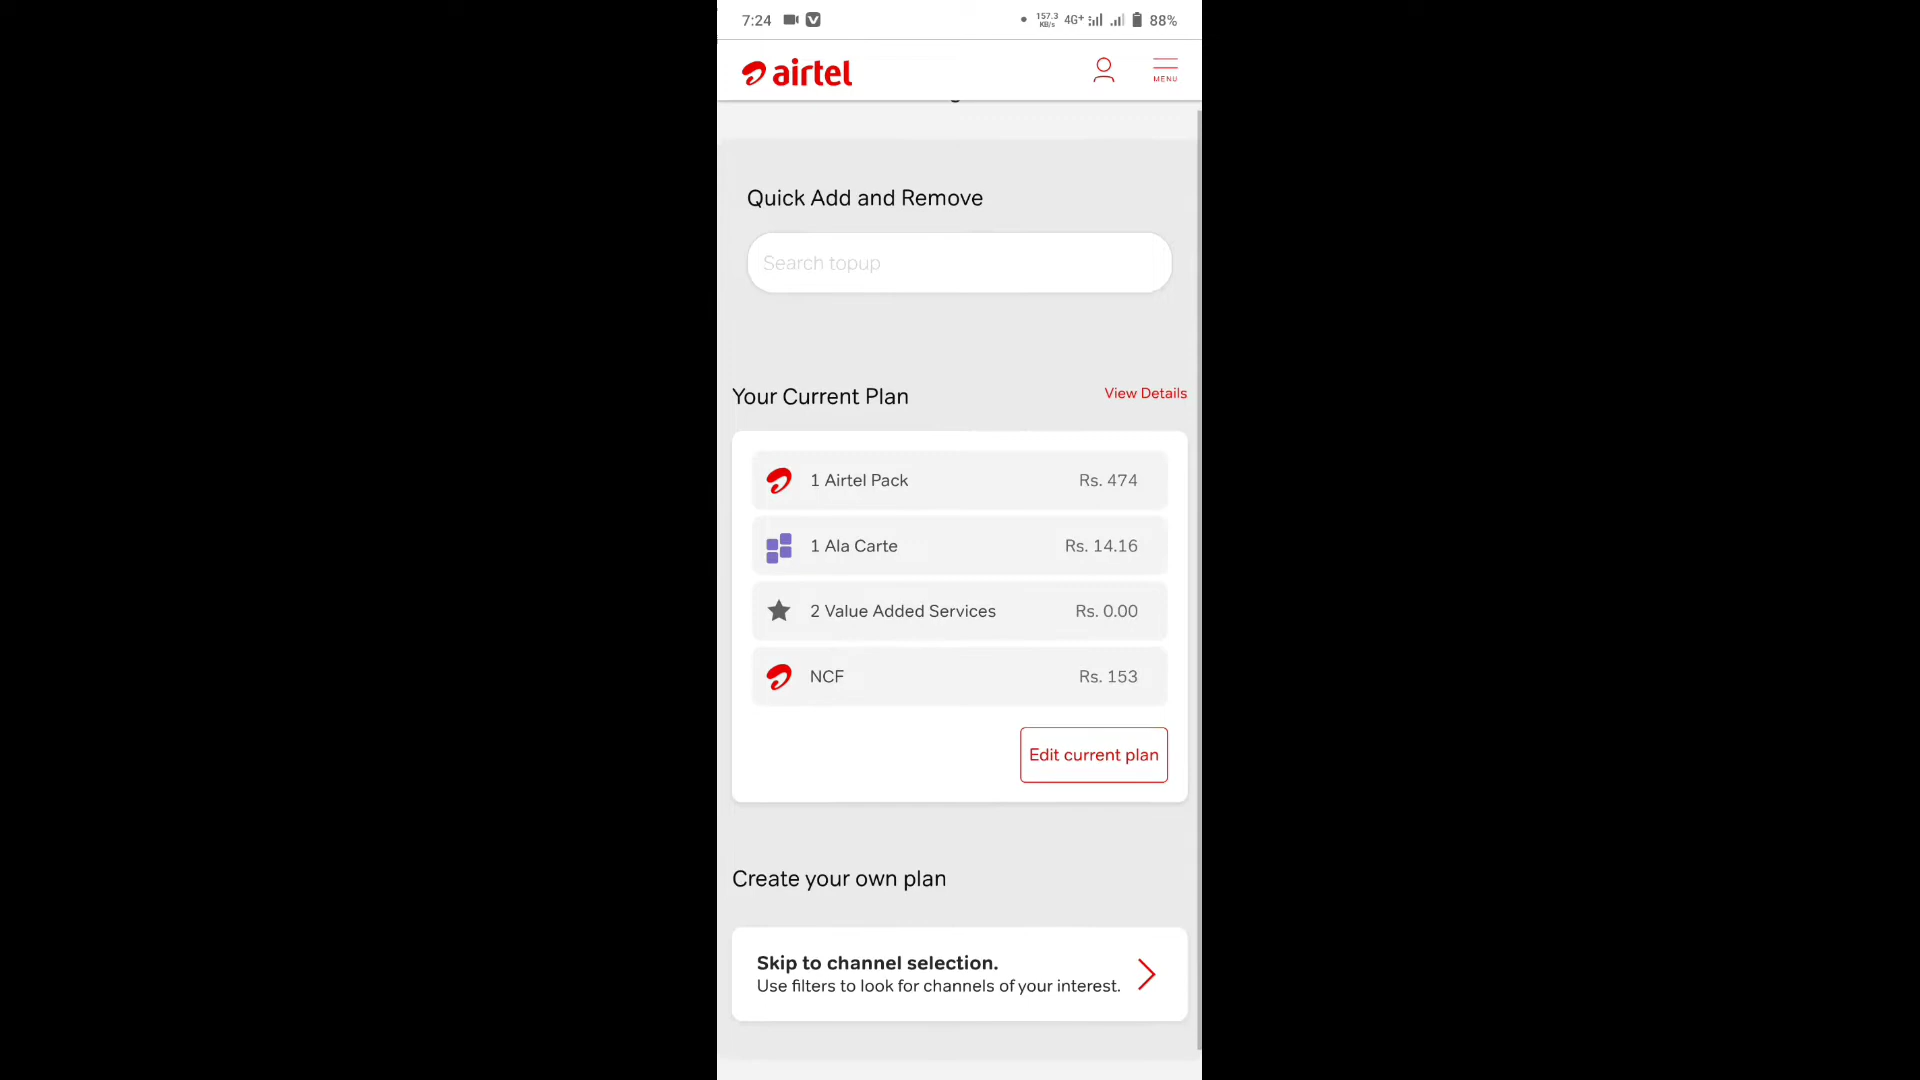 7:24 157.3 KB/s 4G+ 88%
airtel
MENU
Quick Add and Remove
Search topup
Your Current Plan View Details
1 Airtel Pack Rs. 474
1 Ala Carte Rs. 14.16
2 Value Added Services Rs. 0.00
NCF Rs. 153
Edit current plan
Create your own plan
Skip to channel selection.
Use filters to look for channels of your interest.